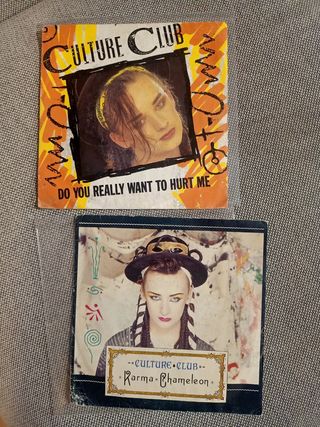 CULTURE CLUB
DO YOU REALLY WANT TO HURT ME
CULTURE·CLUB
Karma·Chameleon